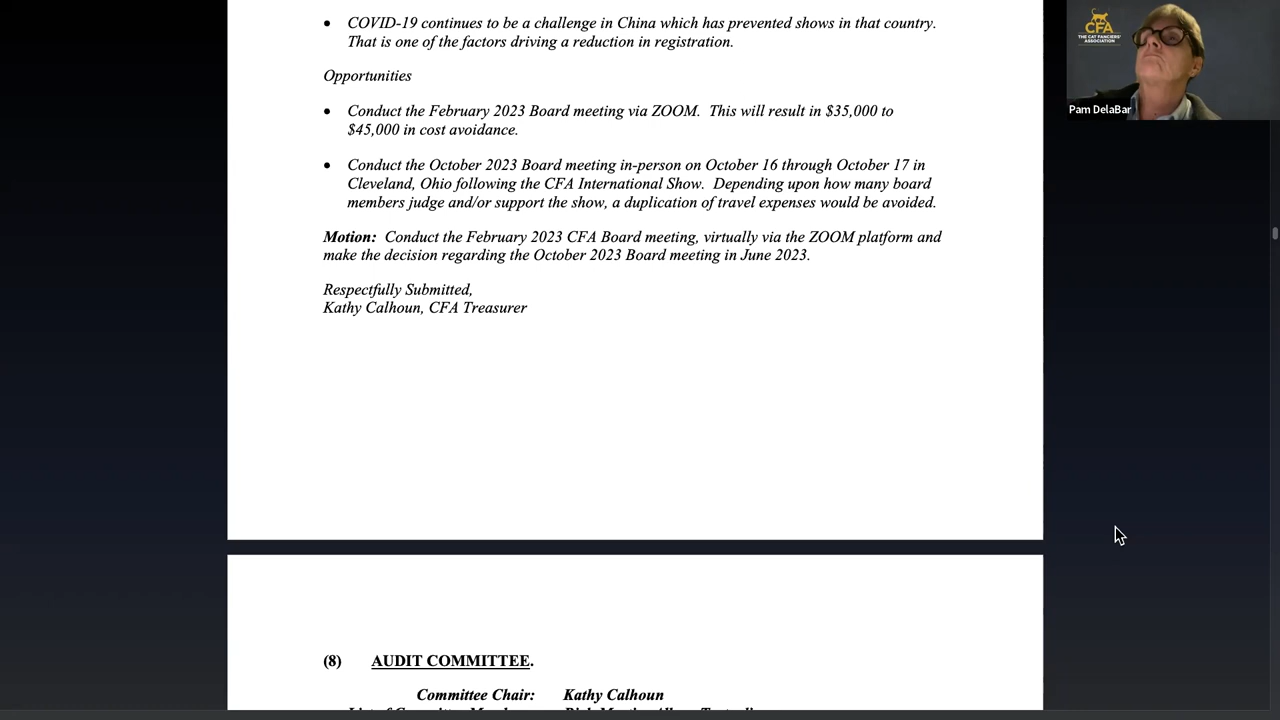 • COVID-19 continues to be a challenge in China which has prevented shows in that country.
That is one of the factors driving a reduction in registration.
Opportunities
• Conduct the February 2023 Board meeting via ZOOM. This will result in $35,000 to
$45,000 in cost avoidance.
• Conduct the October 2023 Board meeting in-person on October 16 through October 17 in
Cleveland, Ohio following the CFA International Show. Depending upon how many board
members judge and/or support the show, a duplication of travel expenses would be avoided.
Motion: Conduct the February 2023 CFA Board meeting, virtually via the ZOOM platform and
make the decision regarding the October 2023 Board meeting in June 2023.
Respectfully Submitted,
Kathy Calhoun, CFA Treasurer
(8) AUDIT COMMITTEE.
Committee Chair: Kathy Calhoun
CFA
THE CAT FANCIERS'
ASSOCIATION
Pam DelaBar